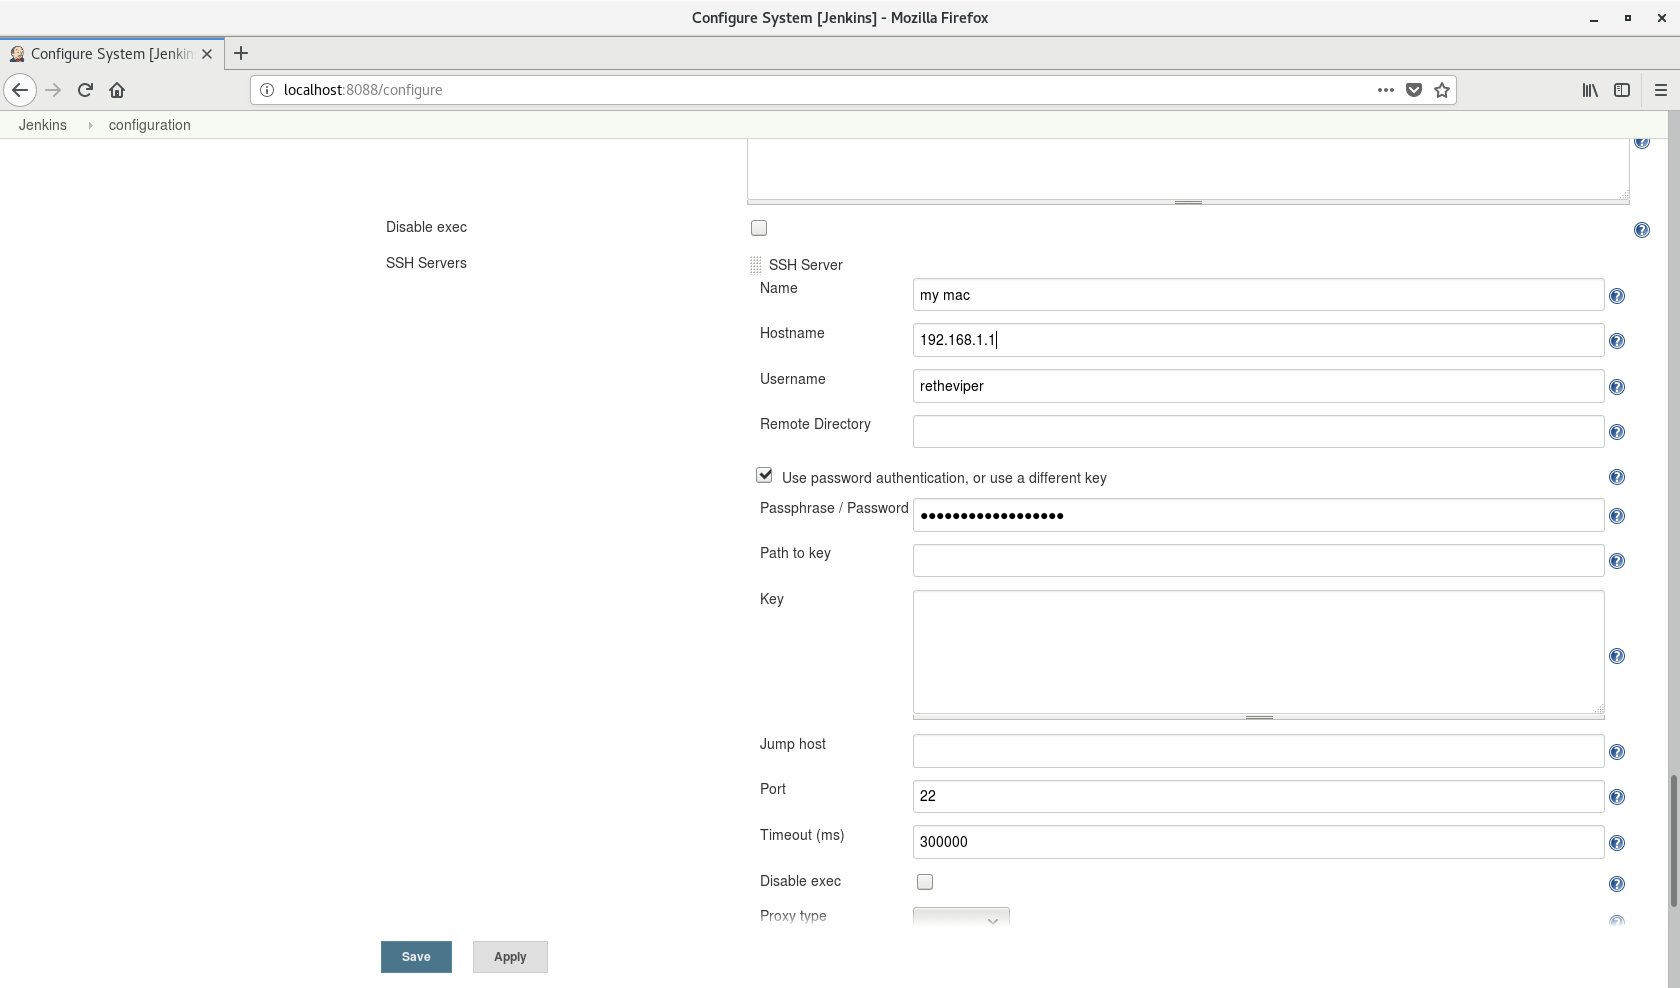 Configure System [Jenkins] - Mozilla Firefox
Configure System [Jenkin
localhost:8088/configure
Jenkins configuration
Disable exec
SSH Servers
SSH Server
Name my mac
Hostname 192.168.1.1
Username retheviper
Remote Directory
Use password authentication, or use a different key
Passphrase / Password ••••••••••••••••••
Path to key
Key
Jump host
Port 22
Timeout (ms) 300000
Disable exec
Proxy type
Save Apply